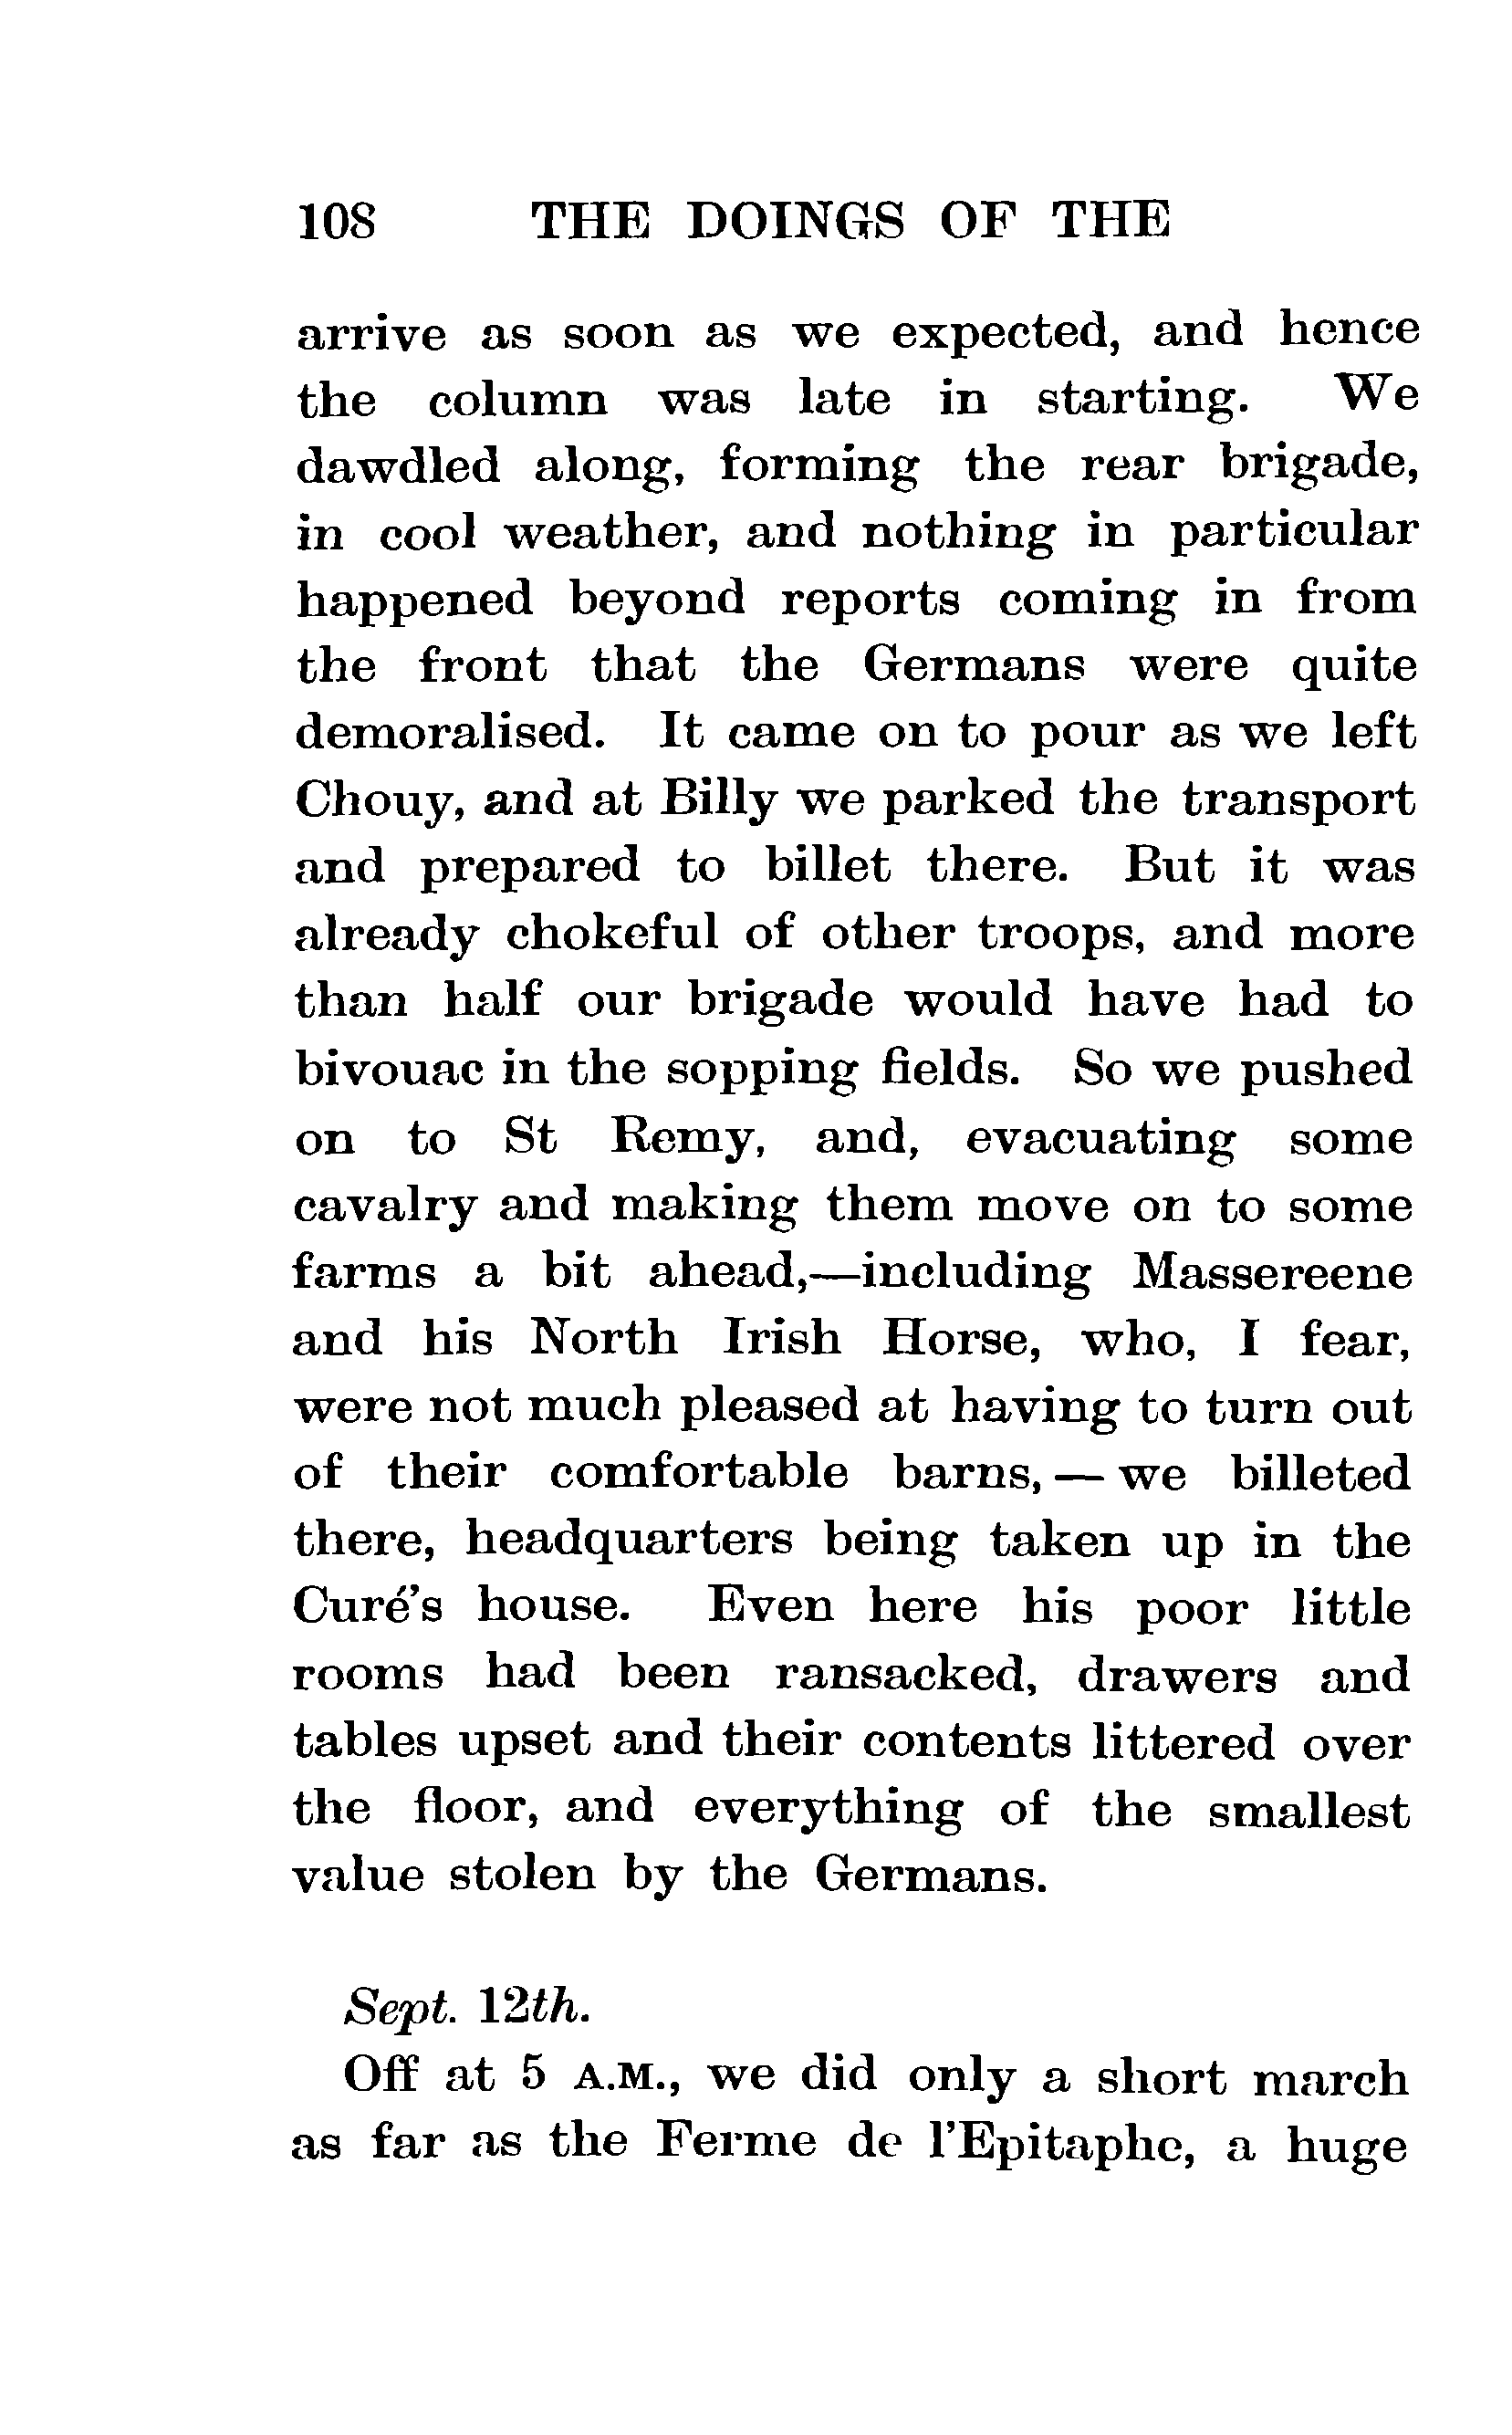 108 THE DOINGS OF THE
arrive as soon as we expected, and hence
the column was late in starting. We
dawdled along, forming the rear brigade,
in cool weather, and nothing in particular
happened beyond reports coming in from
the front that the Germans were quite
demoralised. It came on to pour as we left
Chouy, and at Billy we parked the transport
and prepared to billet there. But it was
already chokeful of other troops, and more
than half our brigade would have had to
bivouac in the sopping fields. So we pushed
on to St Remy, and, evacuating some
cavalry and making them move on to some
farms a bit ahead,—including Massereene
and his North Irish Horse, who, I fear,
were not much pleased at having to turn out
of their comfortable barns,—we billeted
there, headquarters being taken up in the
Curé's house. Even here his poor little
rooms had been ransacked, drawers and
tables upset and their contents littered over
the floor, and everything of the smallest
value stolen by the Germans.
Sept. 12th.
Off at 5 A.M., we did only a short march
as far as the Ferme de l'Epitaphe, a huge